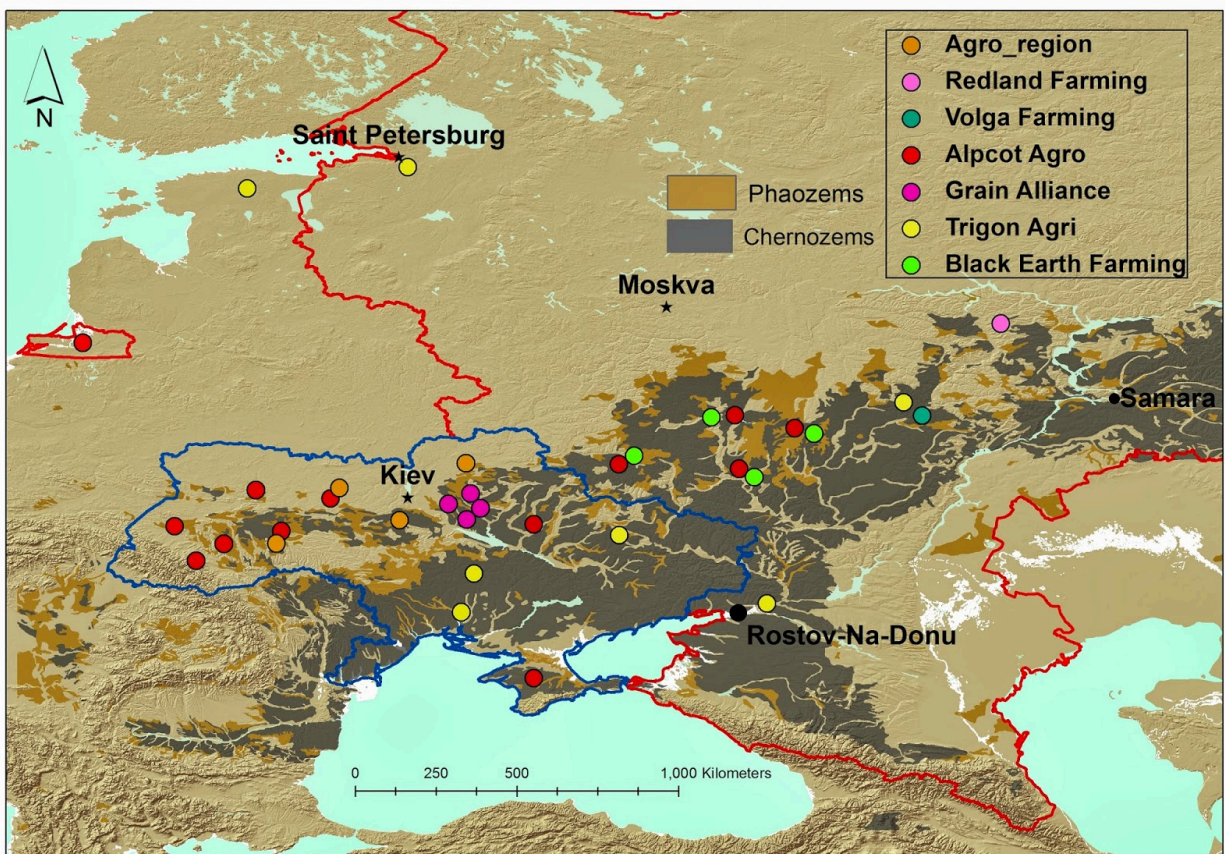 N
Saint Petersburg
Moskva
Kiev
Samara
Rostov-Na-Donu
Phaozems
Chernozems
Agro_region
Redland Farming
Volga Farming
Alpcot Agro
Grain Alliance
Trigon Agri
Black Earth Farming
0 250 500 1,000 Kilometers